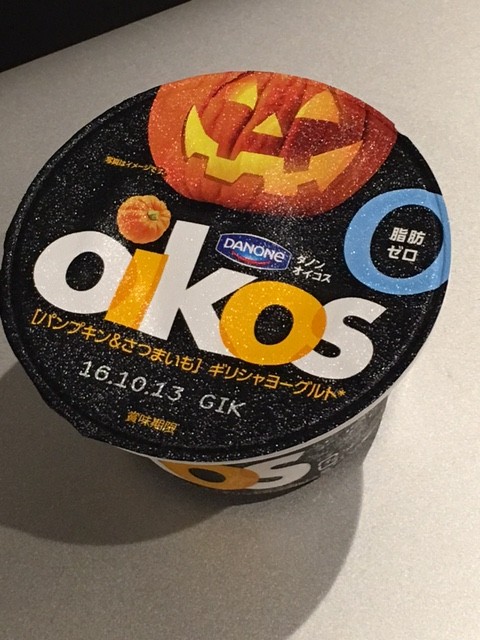 写真はイメージです。
脂肪
ゼロ
DANONE
ダノン
オイコス
oikos
[パンプキン&さつまいも] ギリシャヨーグルト*
16.10.13 GIK
賞味期限
os